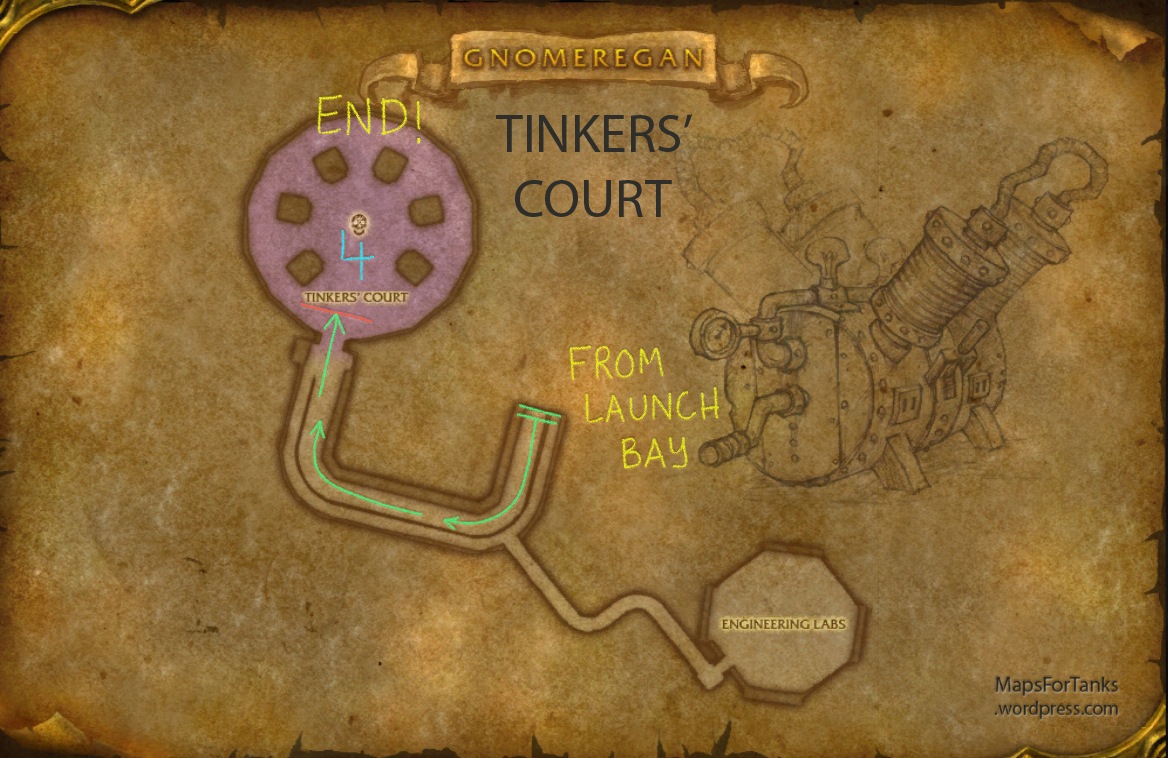 GNOMEREGAN
END!
TINKERS’
COURT
4
TINKERS’ COURT
FROM
LAUNCH
BAY
ENGINEERING LABS
MapsForTanks
.wordpress.com